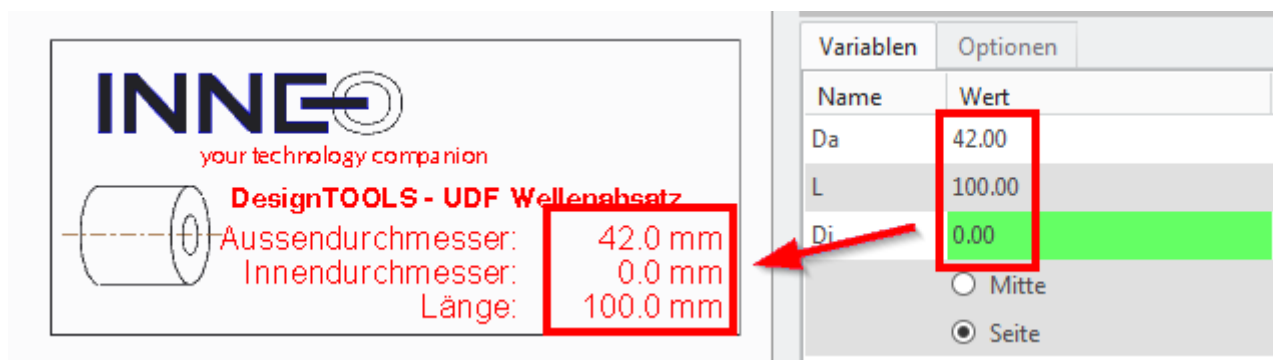 INNEO
your technology companion
DesignTOOLS - UDF Wellenabsatz
Aussendurchmesser: 42.0 mm
Innendurchmesser: 0.0 mm
Länge: 100.0 mm
Variablen Optionen
Name Wert
Da 42.00
L 100.00
Di 0.00
Mitte
Seite